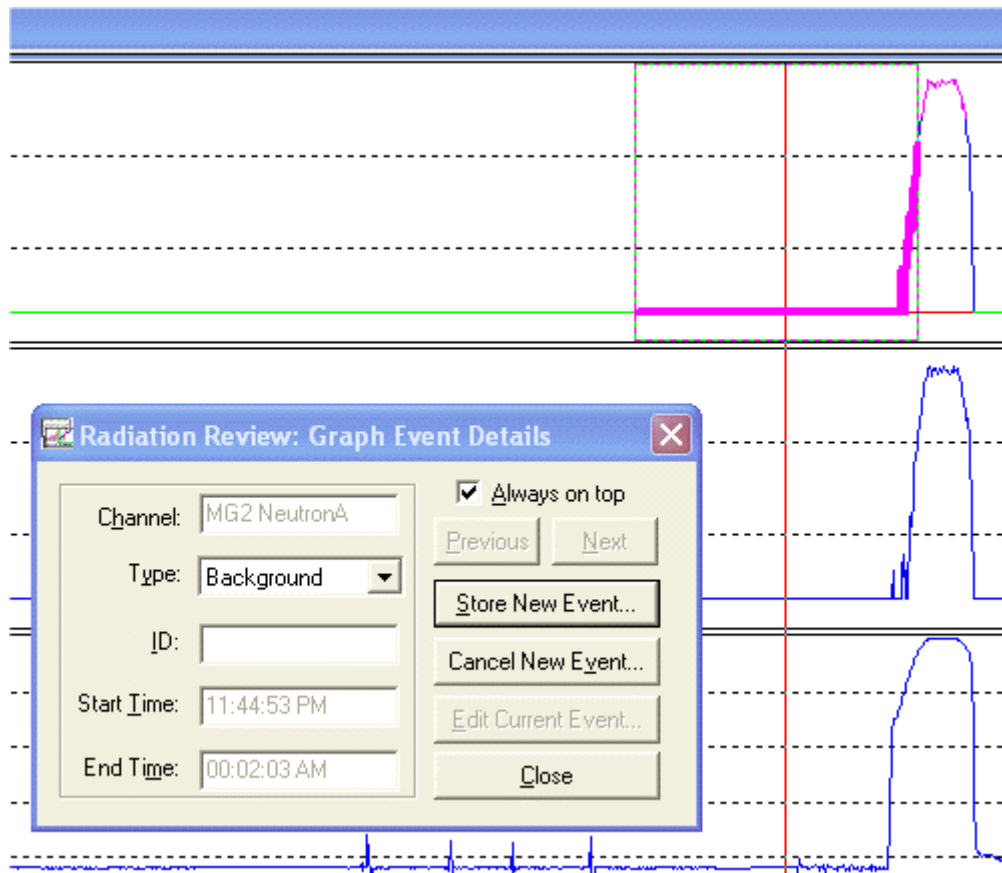 Radiation Review: Graph Event Details
Channel:
MG2 NeutronA
Type:
Background
ID:
Start Time:
11:44:53 PM
End Time:
00:02:03 AM
Always on top
Previous
Next
Store New Event...
Cancel New Event...
Edit Current Event...
Close